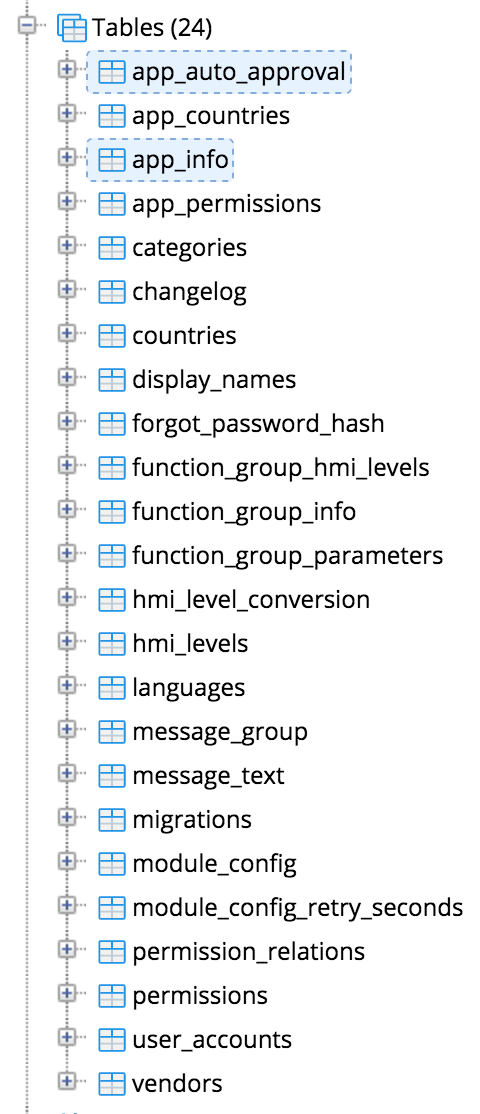 Tables (24)
app_auto_approval
app_countries
app_info
app_permissions
categories
changelog
countries
display_names
forgot_password_hash
function_group_hmi_levels
function_group_info
function_group_parameters
hmi_level_conversion
hmi_levels
languages
message_group
message_text
migrations
module_config
module_config_retry_seconds
permission_relations
permissions
user_accounts
vendors